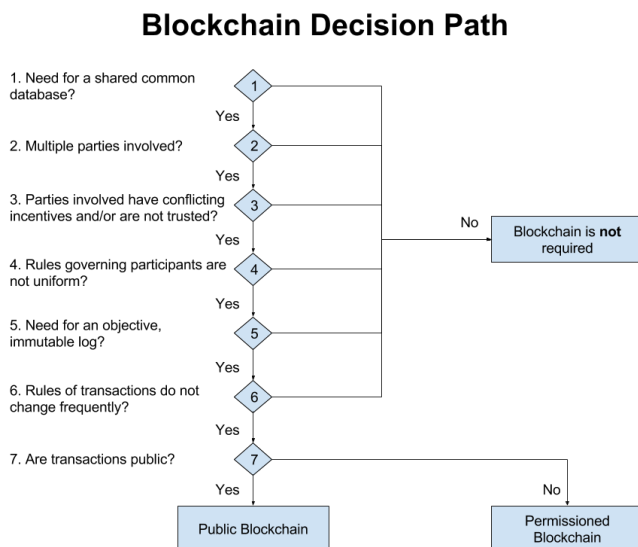 Blockchain Decision Path
1. Need for a shared common
database?
1
Yes
2. Multiple parties involved?
2
Yes
3. Parties involved have conflicting
incentives and/or are not trusted?
3
No
Blockchain is not
required
Yes
4. Rules governing participants are
not uniform?
4
Yes
5. Need for an objective,
immutable log?
5
Yes
6. Rules of transactions do not
change frequently?
6
Yes
7. Are transactions public?
7
Yes
No
Public Blockchain
Permissioned
Blockchain